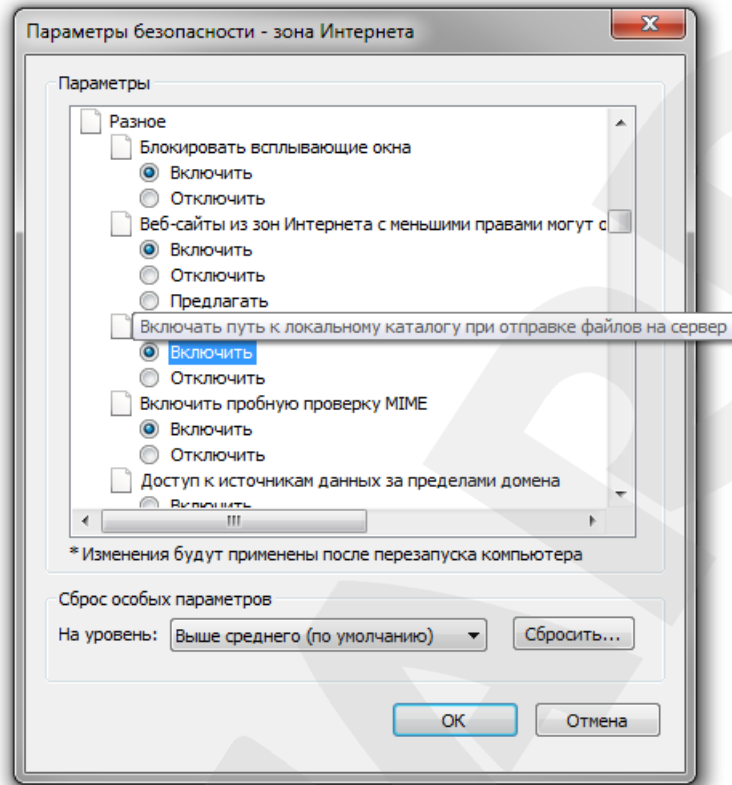 Параметры безопасности - зона Интернета
Параметры
Разное
Блокировать всплывающие окна
Включить
Отключить
Веб-сайты из зон Интернета с меньшими правами могут о
Включить
Отключить
Предлагать
Включать путь к локальному каталогу при отправке файлов на сервер
Включить
Отключить
Включить пробную проверку MIME
Включить
Отключить
Доступ к источникам данных за пределами домена
Включить
* Изменения будут применены после перезапуска компьютера
Сброс особых параметров
На уровень: Выше среднего (по умолчанию) Сбросить...
ОК Отмена